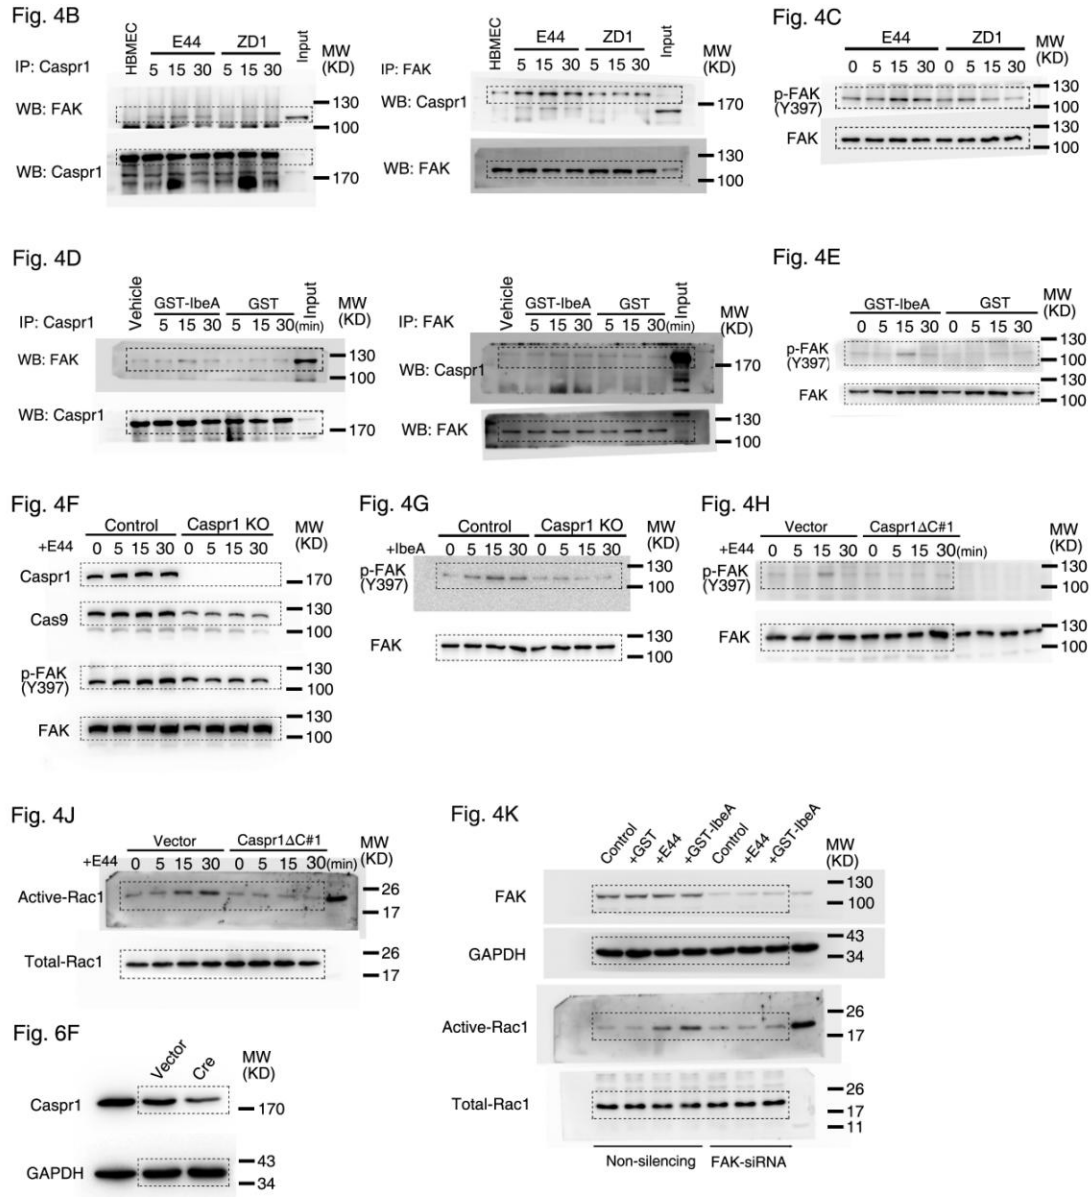 Fig. 4B
HBMEC E44 ZD1 Input MW (KD)
IP: Caspr1 5 15 30 5 15 30
WB: FAK 130
100
WB: Caspr1 170
HBMEC E44 ZD1 Input MW (KD)
IP: FAK 5 15 30 5 15 30
WB: Caspr1 170
WB: FAK 130
100
Fig. 4C
E44 ZD1 MW (KD)
0 5 15 30 0 5 15 30
p-FAK (Y397) 130
100
FAK 130
100
Fig. 4D
Vehicle GST-IbeA GST Input MW (KD)
IP: Caspr1 5 15 30 5 15 30 (min)
WB: FAK 130
100
WB: Caspr1 170
Vehicle GST-IbeA GST Input MW (KD)
IP: FAK 5 15 30 5 15 30 (min)
WB: Caspr1 170
WB: FAK 130
100
Fig. 4E
GST-IbeA GST MW (KD)
0 5 15 30 0 5 15 30
p-FAK (Y397) 130
100
FAK 130
100
Fig. 4F
Control Caspr1 KO MW (KD)
+E44 0 5 15 30 0 5 15 30
Caspr1 170
Cas9 130
100
p-FAK (Y397) 130
100
FAK 130
100
Fig. 4G
Control Caspr1 KO MW (KD)
+IbeA 0 5 15 30 0 5 15 30
p-FAK (Y397) 130
100
FAK 130
100
Fig. 4H
Vector Caspr1ΔC#1 MW (KD)
+E44 0 5 15 30 0 5 15 30 (min)
p-FAK (Y397) 130
100
FAK 130
100
Fig. 4J
Vector Caspr1ΔC#1 MW (KD)
+E44 0 5 15 30 0 5 15 30 (min)
Active-Rac1 26
17
Total-Rac1 26
17
Fig. 4K
Control +GST +E44 +GST-IbeA Control +E44 +GST-IbeA MW (KD)
FAK 130
100
GAPDH 43
34
Active-Rac1 26
17
Total-Rac1 26
17
11
Non-silencing FAK-siRNA
Fig. 6F
Vector Cre MW (KD)
Caspr1 170
GAPDH 43
34